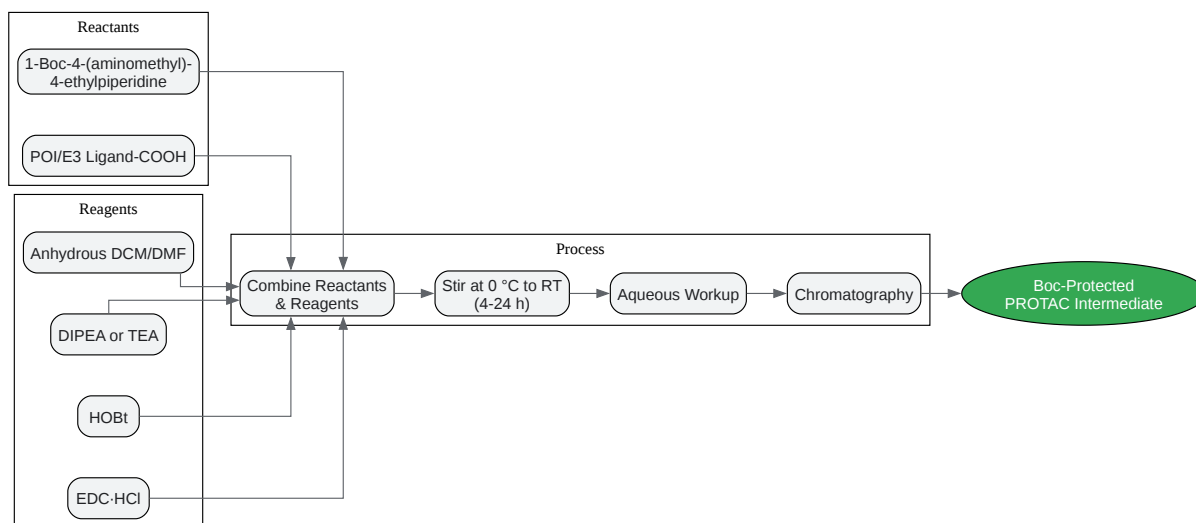 Reactants
1-Boc-4-(aminomethyl)-
4-ethylpiperidine
POI/E3 Ligand-COOH
Reagents
Anhydrous DCM/DMF
DIPEA or TEA
HOBt
EDC·HCl
Process
Combine Reactants
& Reagents
Stir at 0 °C to RT
(4-24 h)
Aqueous Workup
Chromatography
Boc-Protected
PROTAC Intermediate